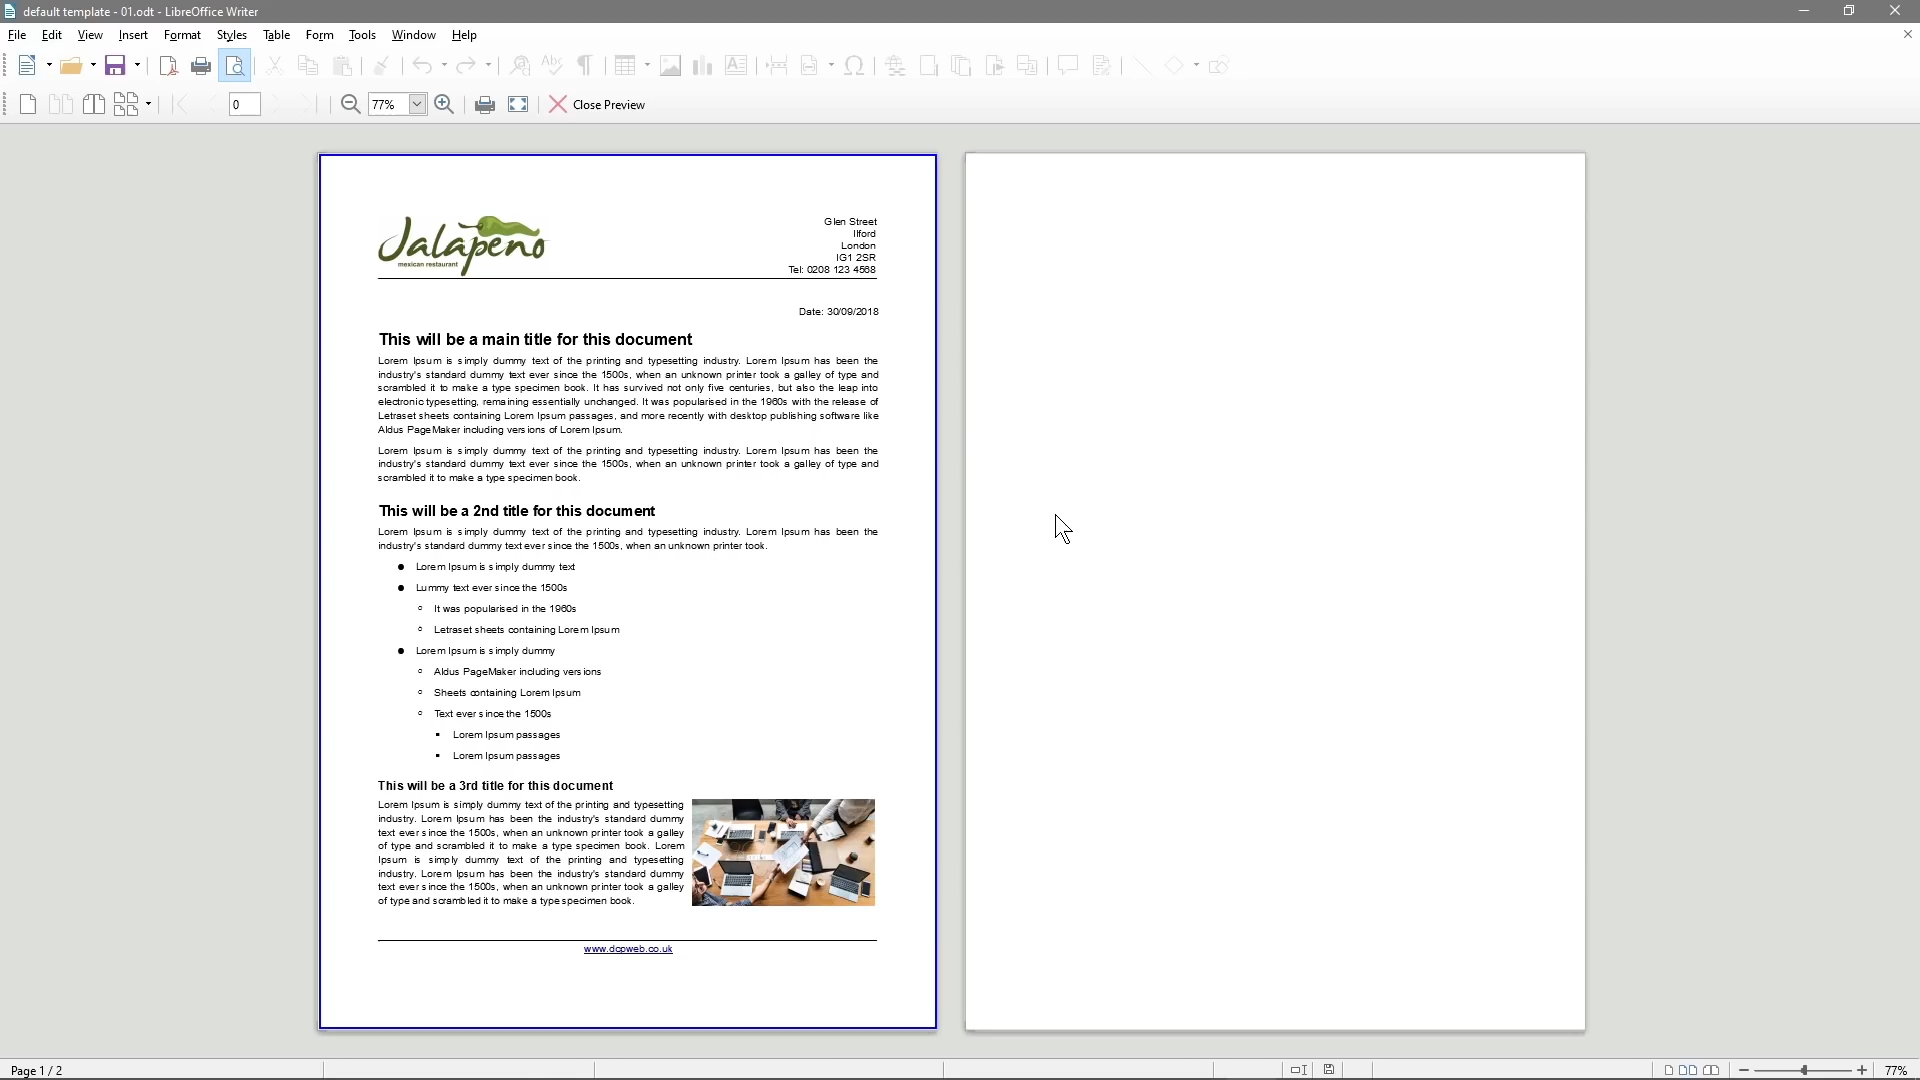 default template - 01.odt - LibreOffice Writer
File Edit View Insert Format Styles Table Form Tools Window Help
0 77% Close Preview
Jalapeno
mexican restaurant
Glen Street
Ilford
London
IG1 2SR
Tel: 0208 123 4568
Date: 30/09/2018
This will be a main title for this document
Lorem Ipsum is simply dummy text of the printing and typesetting industry. Lorem Ipsum has been the
industry's standard dummy text ever since the 1500s, when an unknown printer took a galley of type and
scrambled it to make a type specimen book. It has survived not only five centuries, but also the leap into
electronic typesetting, remaining essentially unchanged. It was popularised in the 1960s with the release of
Letraset sheets containing Lorem Ipsum passages, and more recently with desktop publishing software like
Aldus PageMaker including versions of Lorem Ipsum.
Lorem Ipsum is simply dummy text of the printing and typesetting industry. Lorem Ipsum has been the
industry's standard dummy text ever since the 1500s, when an unknown printer took a galley of type and
scrambled it to make a type specimen book.
This will be a 2nd title for this document
Lorem Ipsum is simply dummy text of the printing and typesetting industry. Lorem Ipsum has been the
industry's standard dummy text ever since the 1500s, when an unknown printer took.
● Lorem Ipsum is simply dummy text
● Lummy text ever since the 1500s
○ It was popularised in the 1960s
○ Letraset sheets containing Lorem Ipsum
● Lorem Ipsum is simply dummy
○ Aldus PageMaker including versions
○ Sheets containing Lorem Ipsum
○ Text ever since the 1500s
▪ Lorem Ipsum passages
▪ Lorem Ipsum passages
This will be a 3rd title for this document
Lorem Ipsum is simply dummy text of the printing and typesetting
industry. Lorem Ipsum has been the industry's standard dummy
text ever since the 1500s, when an unknown printer took a galley
of type and scrambled it to make a type specimen book. Lorem
Ipsum is simply dummy text of the printing and typesetting
industry. Lorem Ipsum has been the industry's standard dummy
text ever since the 1500s, when an unknown printer took a galley
of type and scrambled it to make a type specimen book.
www.dcpweb.co.uk
Page 1 / 2
77%